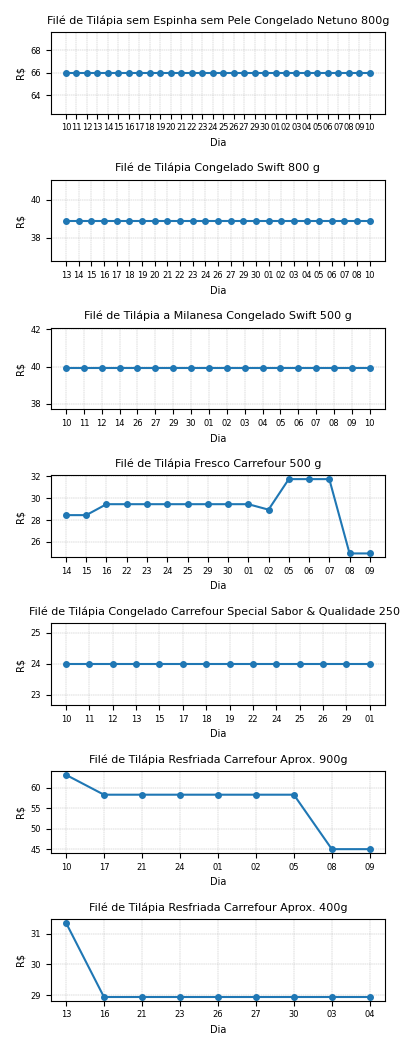 Filé de Tilápia sem Espinha sem Pele Congelado Netuno 800g
68
66
64
R$
10 11 12 13 14 15 16 17 18 19 20 21 22 23 24 25 26 27 29 30 01 02 03 04 05 06 07 08 09 10
Dia
Filé de Tilápia Congelado Swift 800 g
40
38
R$
13 14 15 16 17 18 19 20 21 22 23 24 26 27 29 30 01 02 03 04 05 06 07 08 10
Dia
Filé de Tilápia a Milanesa Congelado Swift 500 g
42
40
38
R$
10 11 12 14 26 27 29 30 01 02 03 04 05 06 07 08 09 10
Dia
Filé de Tilápia Fresco Carrefour 500 g
32
30
28
26
R$
14 15 16 22 23 24 25 28 29 30 01 02 05 06 07 08 09
Dia
Filé de Tilápia Congelado Carrefour Special Sabor & Qualidade 250
25
24
23
R$
10 11 12 13 15 17 18 19 22 24 25 26 29 01
Dia
Filé de Tilápia Resfriada Carrefour Aprox. 900g
60
55
50
45
R$
10 17 21 24 01 02 05 08 09
Dia
Filé de Tilápia Resfriada Carrefour Aprox. 400g
31
30
29
R$
13 16 21 23 26 27 30 03 04
Dia